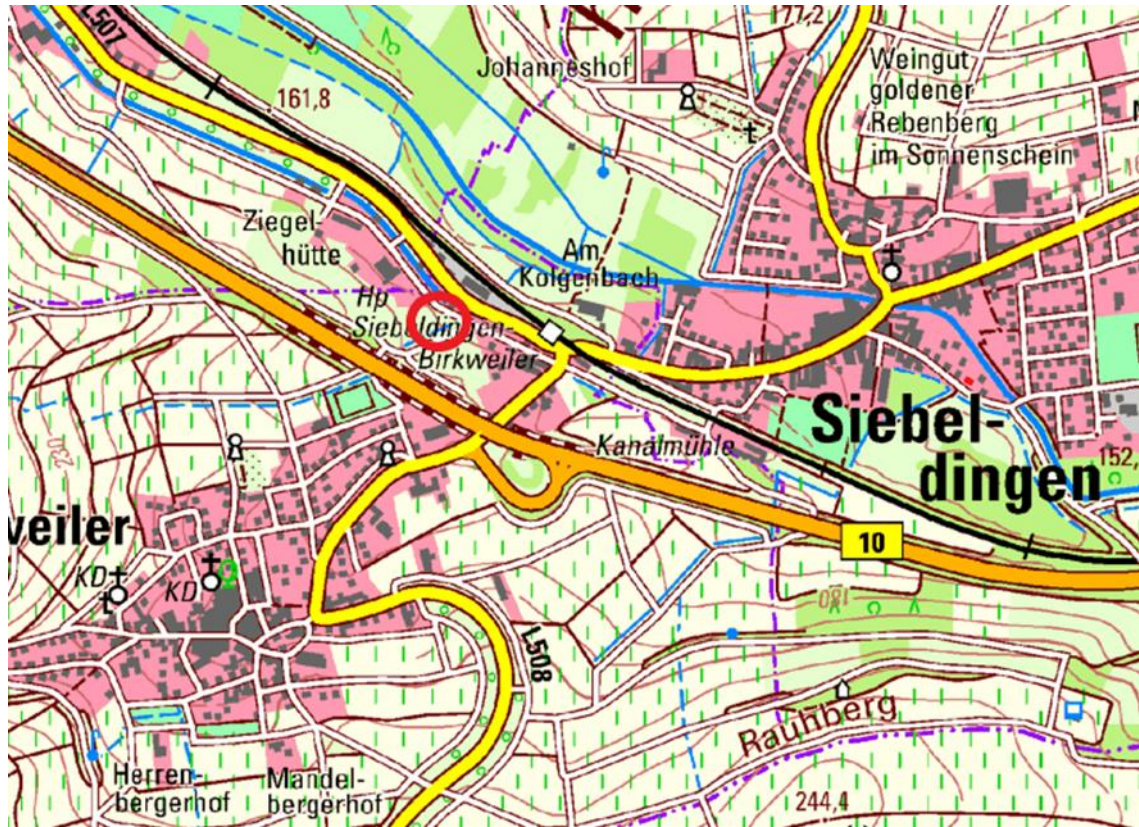 L507
161,8
177,2
Johanneshof
Weingut
goldener
Rebenberg
im Sonnenschein
Ziegel-
hütte
Am
Kolgenbach
Hp
Siebeldingen-
Birkweiler
Kanalmühle
Siebel-
dingen
152,
230
weiler
10
KD
KD
180
L508
Rauhberg
Herren-
bergerhof
Mandel-
bergerhof
244,4